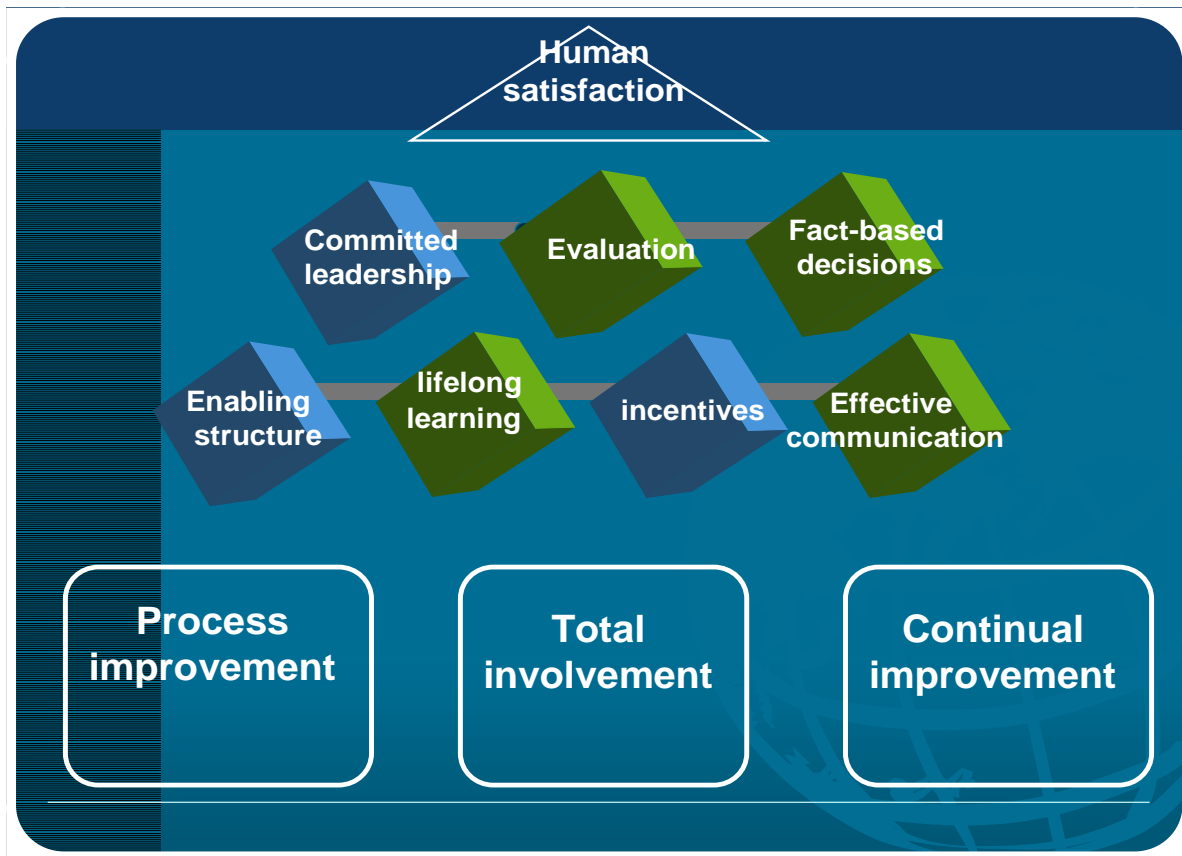 Human
satisfaction
Committed
leadership
Evaluation
Fact-based
decisions
Enabling
structure
lifelong
learning
incentives
Effective
communication
Process
improvement
Total
involvement
Continual
improvement